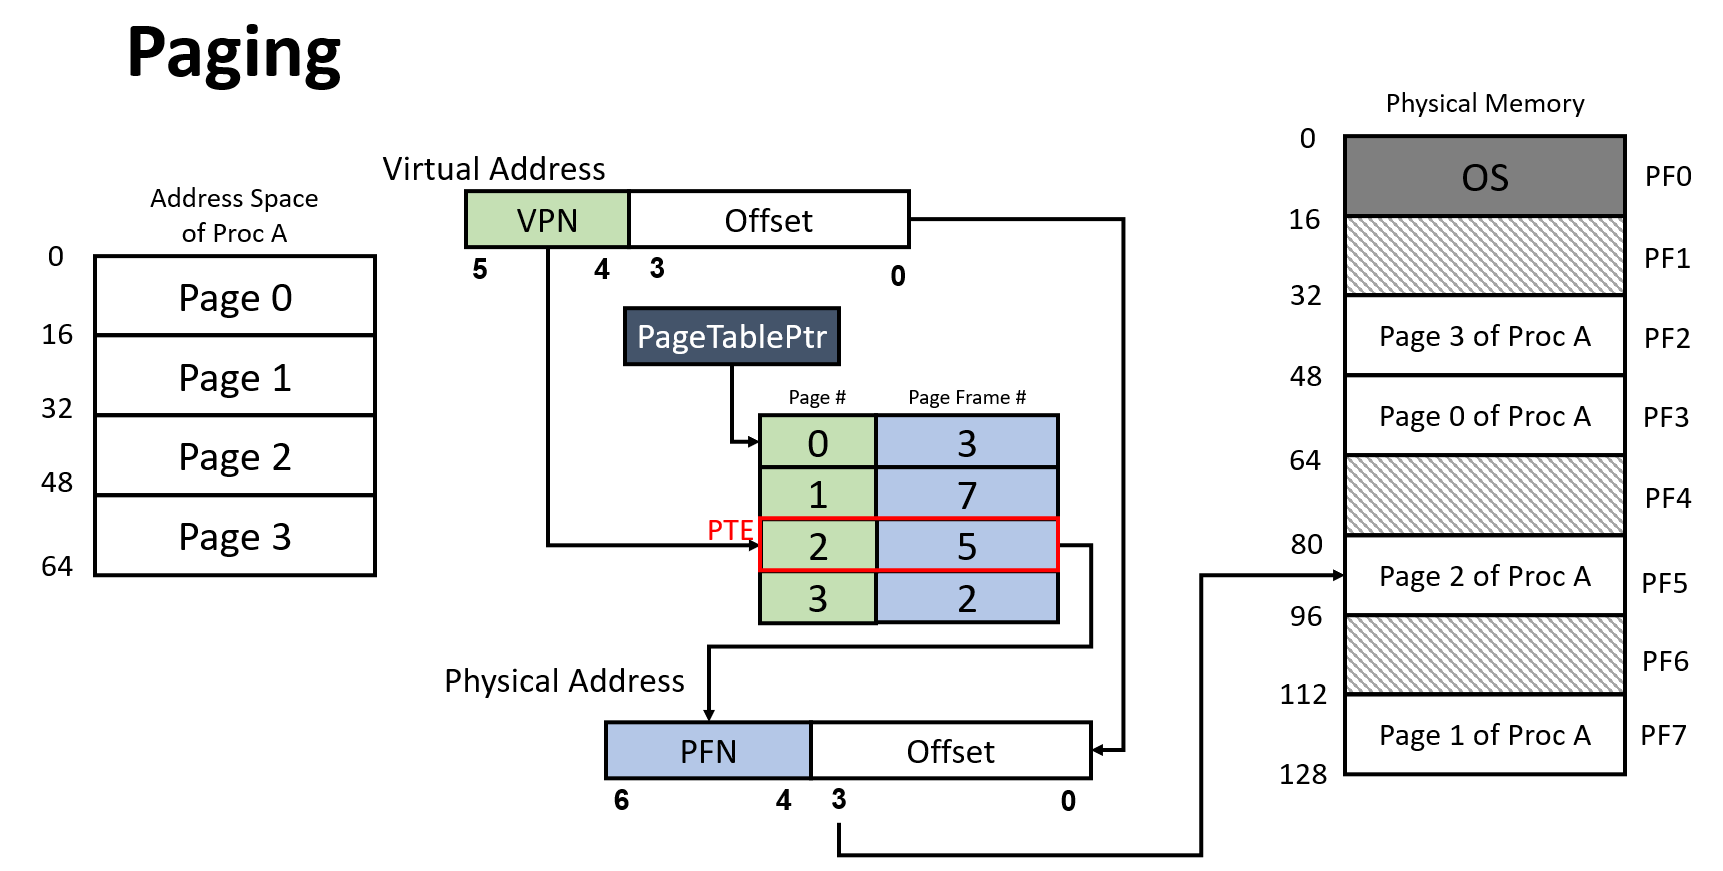 Paging
Address Space
of Proc A
0
Page 0
16
Page 1
32
Page 2
48
Page 3
64
Virtual Address
VPN
Offset
5
4
3
0
PageTablePtr
Page #
Page Frame #
0
3
1
7
PTE
2
5
3
2
Physical Address
PFN
Offset
6
4
3
0
Physical Memory
0
OS
PF0
16
PF1
32
Page 3 of Proc A
PF2
48
Page 0 of Proc A
PF3
64
PF4
80
Page 2 of Proc A
PF5
96
PF6
112
Page 1 of Proc A
PF7
128